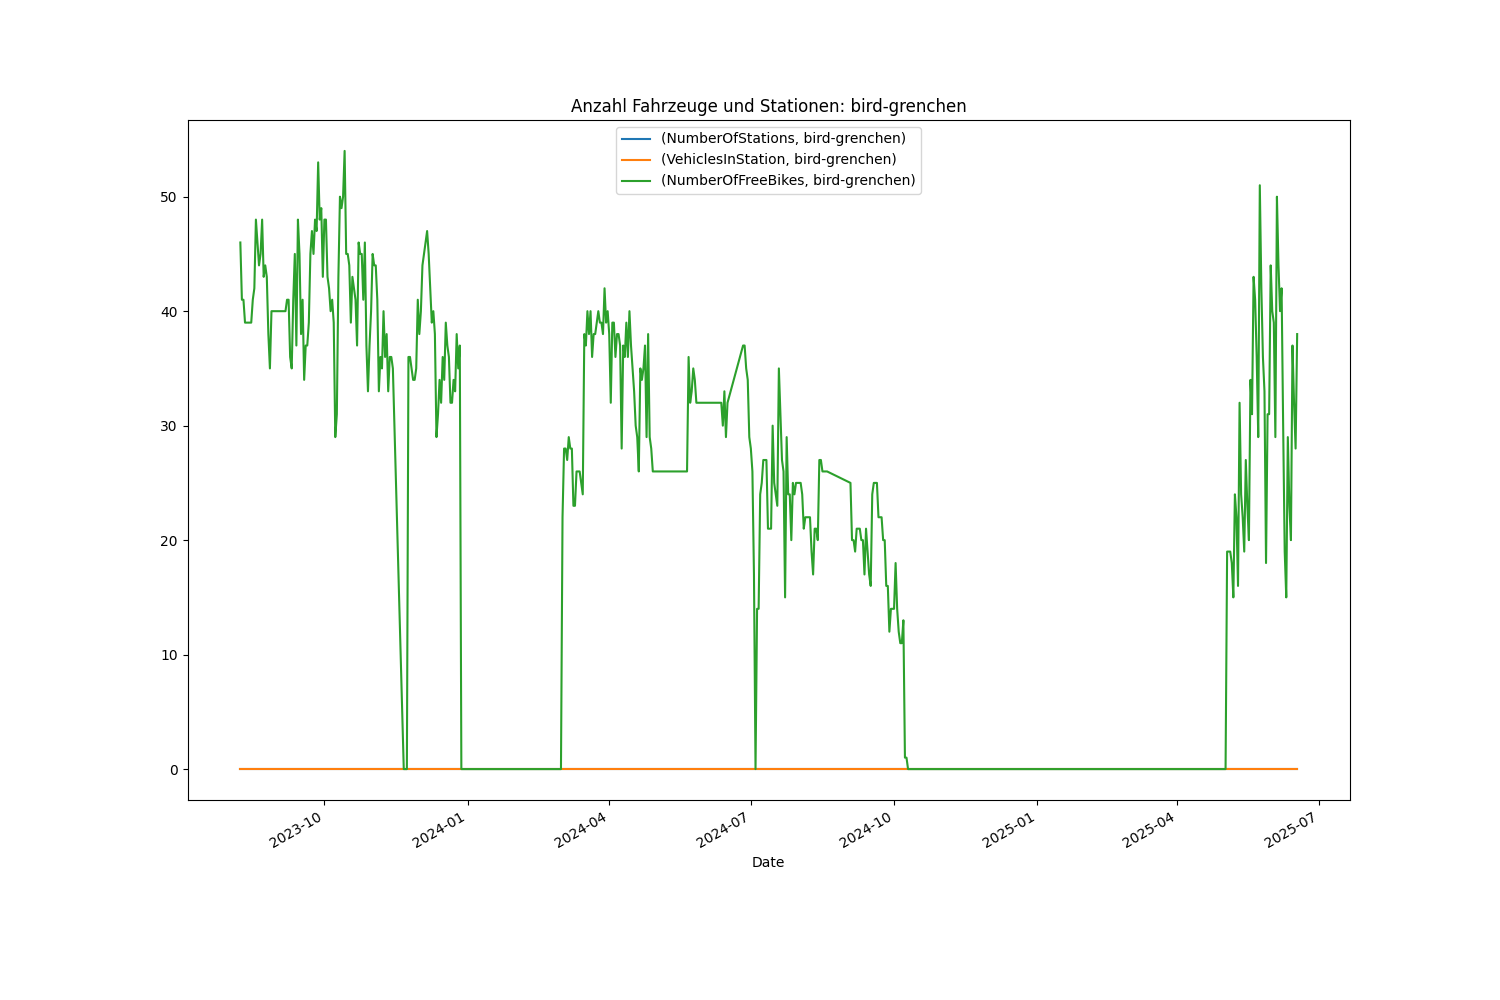 Anzahl Fahrzeuge und Stationen: bird-grenchen
(NumberOfStations, bird-grenchen)
(VehiclesInStation, bird-grenchen)
(NumberOfFreeBikes, bird-grenchen)
50
40
30
20
10
0
2023-10
2024-01
2024-04
2024-07
2024-10
2025-01
2025-04
2025-07
Date